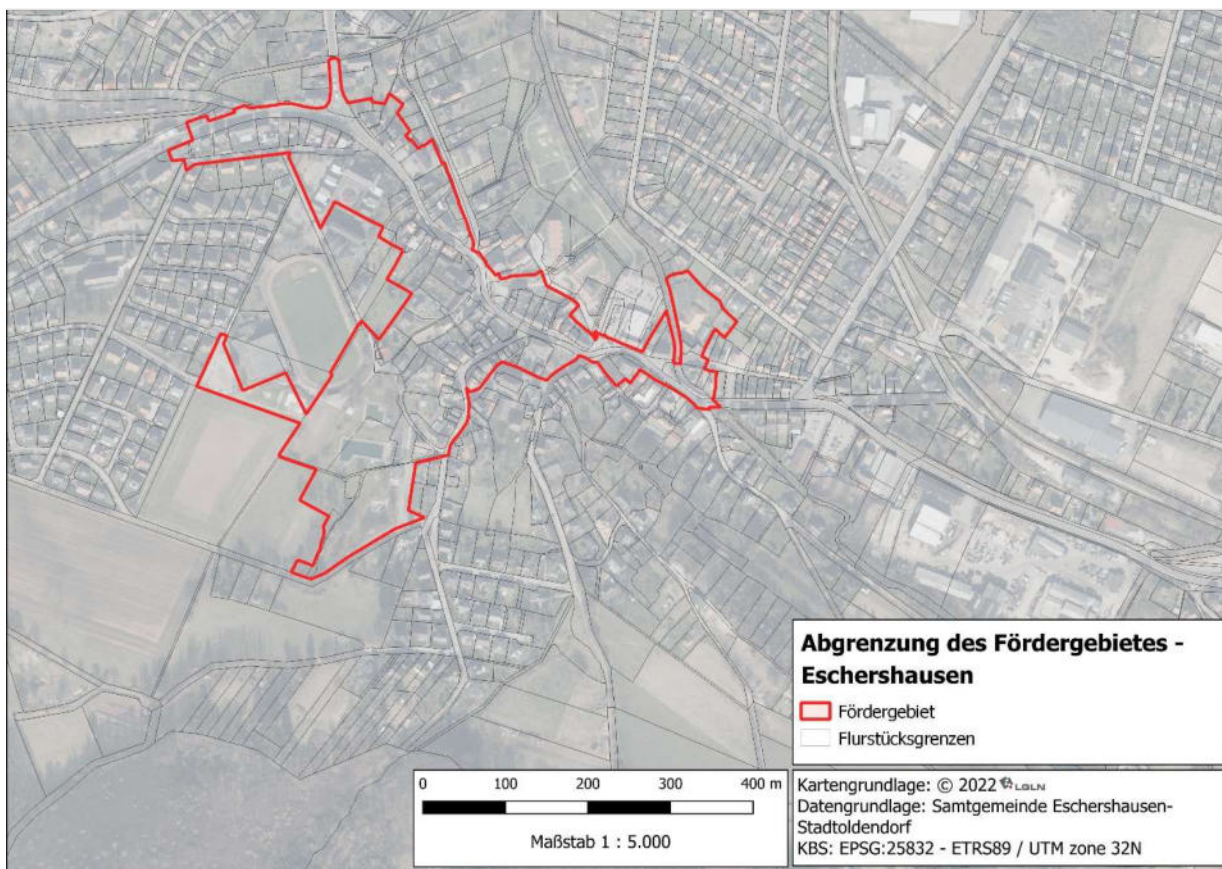 Abgrenzung des Fördergebietes -
Eschershausen
Fördergebiet
Flurstücksgrenzen
0 100 200 300 400 m
Maßstab 1 : 5.000
Kartengrundlage: © 2022 LGLN
Datengrundlage: Samtgemeinde Eschershausen-
Stadtoldendorf
KBS: EPSG:25832 - ETRS89 / UTM zone 32N